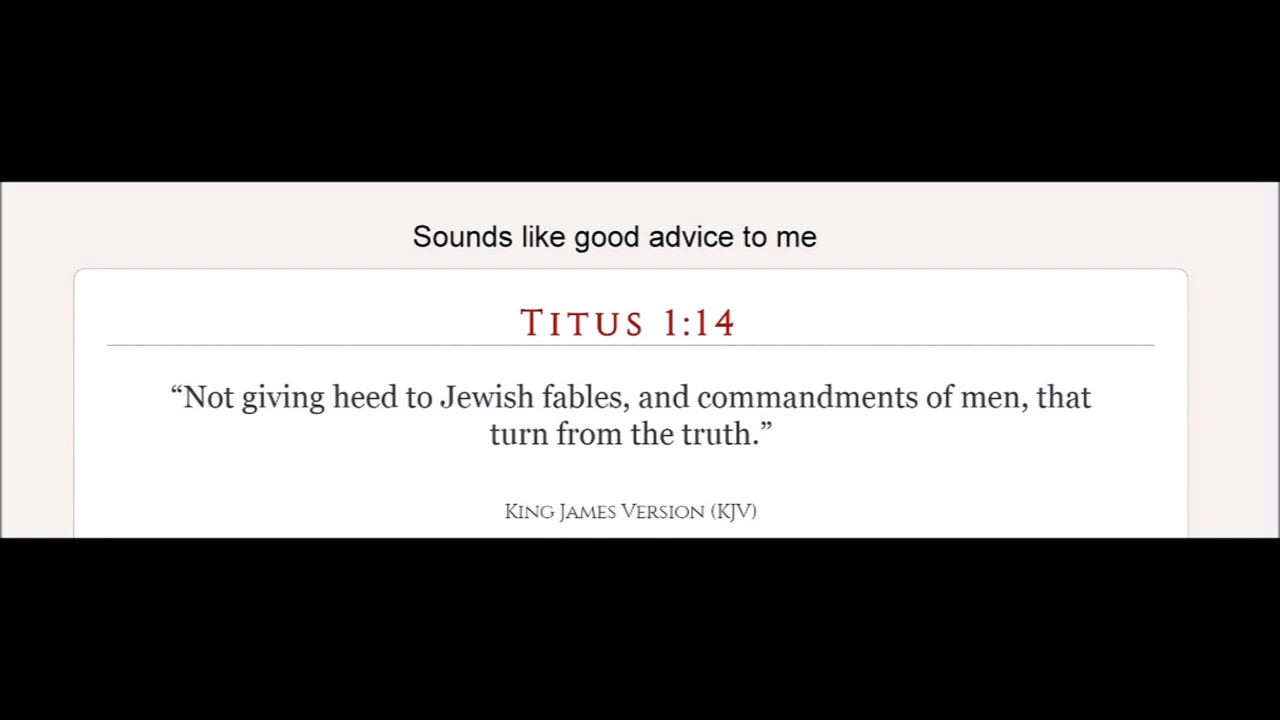 Sounds like good advice to me
TITUS 1:14
“Not giving heed to Jewish fables, and commandments of men, that
turn from the truth.”
KING JAMES VERSION (KJV)